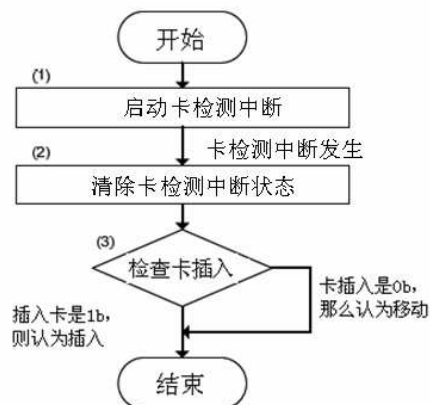 开始
(1)
启动卡检测中断
卡检测中断发生
(2)
清除卡检测中断状态
(3)
检查卡插入
卡插入是0b,
那么认为移动
插入卡是1b,
则认为插入
结束